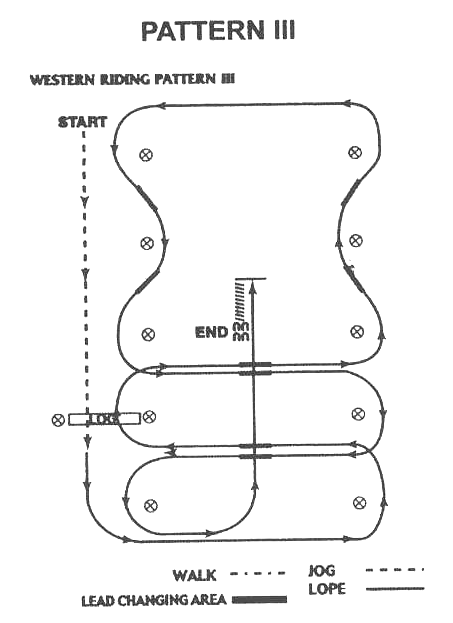 PATTERN III
WESTERN RIDING PATTERN III
START
END
LOG
WALK
JOG
LOPE
LEAD CHANGING AREA